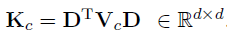 K_c = D^T V_c D ∈ ℝ^{d×d}.